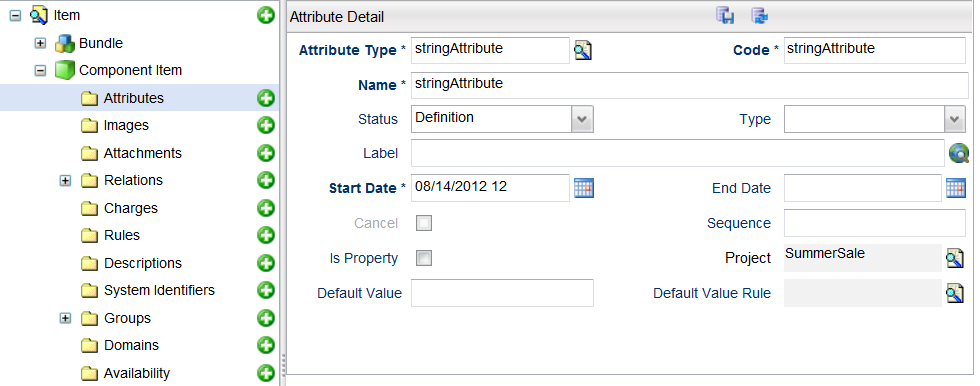 Item
Bundle
Component Item
Attributes
Images
Attachments
Relations
Charges
Rules
Descriptions
System Identifiers
Groups
Domains
Availability
Attribute Detail
Attribute Type * stringAttribute Code * stringAttribute
Name * stringAttribute
Status Definition Type
Label
Start Date * 08/14/2012 12 End Date
Cancel Sequence
Is Property Project SummerSale
Default Value Default Value Rule